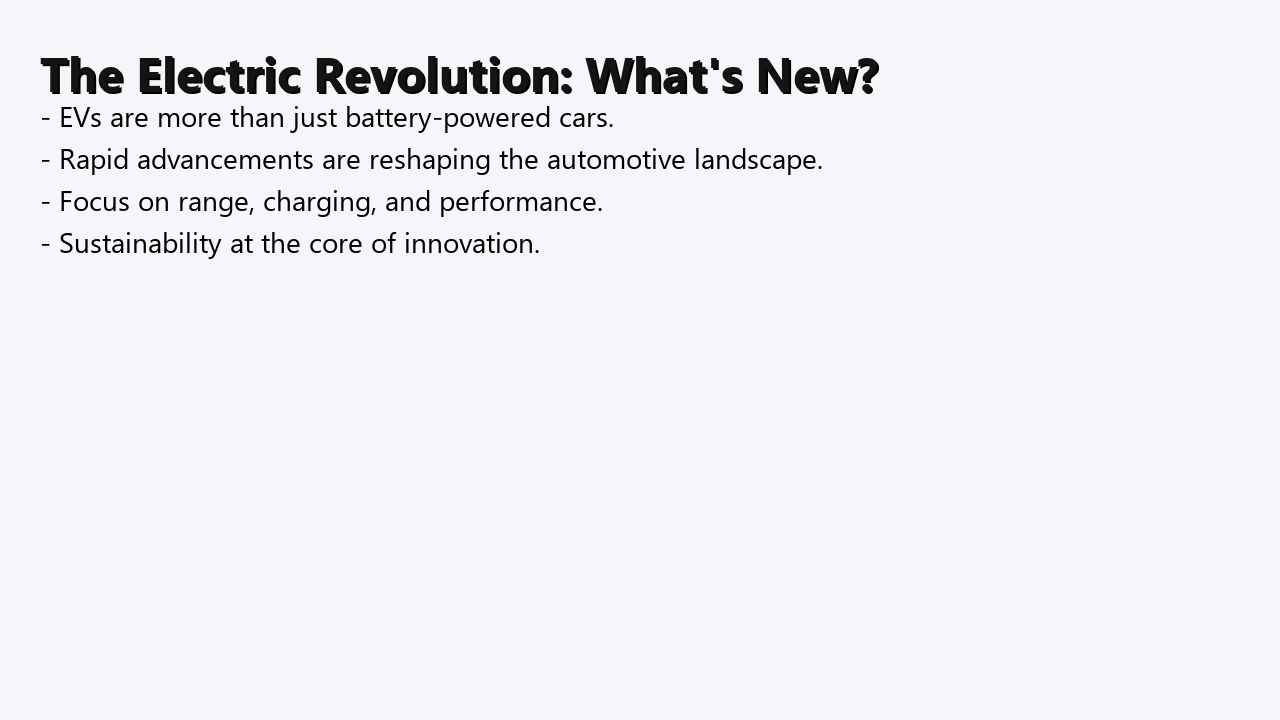 The Electric Revolution: What's New?
- EVs are more than just battery-powered cars.
- Rapid advancements are reshaping the automotive landscape.
- Focus on range, charging, and performance.
- Sustainability at the core of innovation.